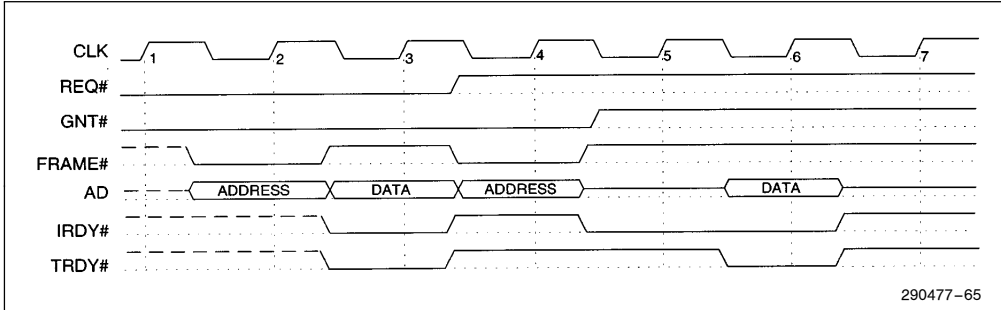 CLK 1 2 3 4 5 6 7
REQ#
GNT#
FRAME#
AD ADDRESS DATA ADDRESS DATA
IRDY#
TRDY#
290477–65